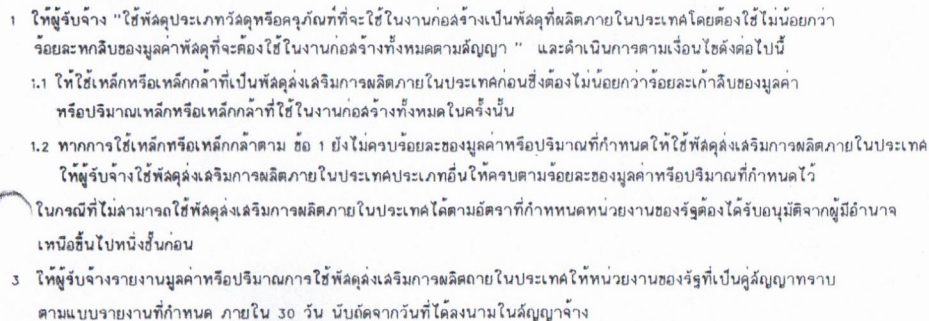 1 ให้ผู้รับจ้าง "ใช้พัสดุประเภทวัสดุหรือครุภัณฑ์ที่จะใช้ในงานก่อสร้างเป็นพัสดุที่ผลิตภายในประเทศโดยต้องใช้ไม่น้อยกว่า
ร้อยละหกสิบของมูลค่าพัสดุที่จะต้องใช้ในงานก่อสร้างทั้งหมดตามสัญญา " และดำเนินการตามเงื่อนไขดังต่อไปนี้
1.1 ให้ใช้เหล็กหรือเหล็กกล้าที่เป็นพัสดุส่งเสริมการผลิตภายในประเทศก่อนซึ่งต้องไม่น้อยกว่าร้อยละเก้าสิบของมูลค่า
หรือปริมาณเหล็กหรือเหล็กกล้าที่ใช้ในงานก่อสร้างทั้งหมดในครั้งนั้น
1.2 หากการใช้เหล็กหรือเหล็กกล้าตาม ข้อ 1 ยังไม่ครบร้อยละของมูลค่าหรือปริมาณที่กำหนดให้ใช้พัสดุส่งเสริมการผลิตภายในประเทศ
ให้ผู้รับจ้างใช้พัสดุส่งเสริมการผลิตภายในประเทศประเภทอื่นให้ครบตามร้อยละของมูลค่าหรือปริมาณที่กำหนดไว้
ในกรณีที่ไม่สามารถใช้พัสดุส่งเสริมการผลิตภายในประเทศได้ตามอัตราที่กำหหนดหน่วยงานของรัฐต้องได้รับอนุมัติจากผู้มีอำนาจ
เหนือขึ้นไปหนึ่งชั้นก่อน
3 ให้ผู้รับจ้างรายงานมูลค่าหรือปริมาณการใช้พัสดุส่งเสริมการผลิตถายในประเทศให้หน่วยงานของรัฐที่เป็นคู่สัญญาทราบ
ตามแบบรายงานที่กำหนด ภายใน 30 วัน นับถัดจากวันที่ได้ลงนามในสัญญาจ้าง